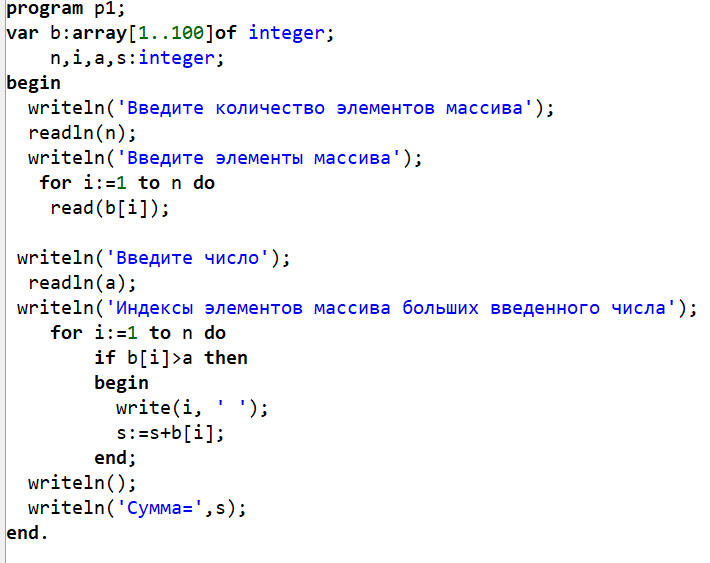 program p1;
var b:array[1..100]of integer;
    n,i,a,s:integer;
begin
  writeln('Введите количество элементов массива');
  readln(n);
  writeln('Введите элементы массива');
   for i:=1 to n do
    read(b[i]);

 writeln('Введите число');
  readln(a);
 writeln('Индексы элементов массива больших введенного числа');
    for i:=1 to n do
        if b[i]>a then
        begin
          write(i, ' ');
          s:=s+b[i];
        end;
  writeln();
  writeln('Сумма=',s);
end.